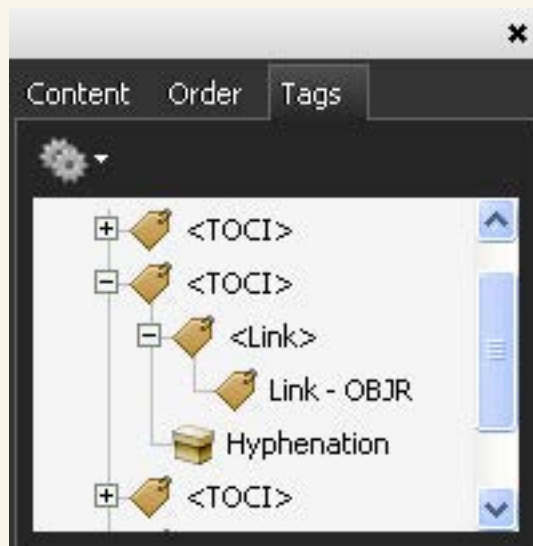 Content Order Tags
<TOCI>
<TOCI>
<Link>
Link - OBJR
Hyphenation
<TOCI>